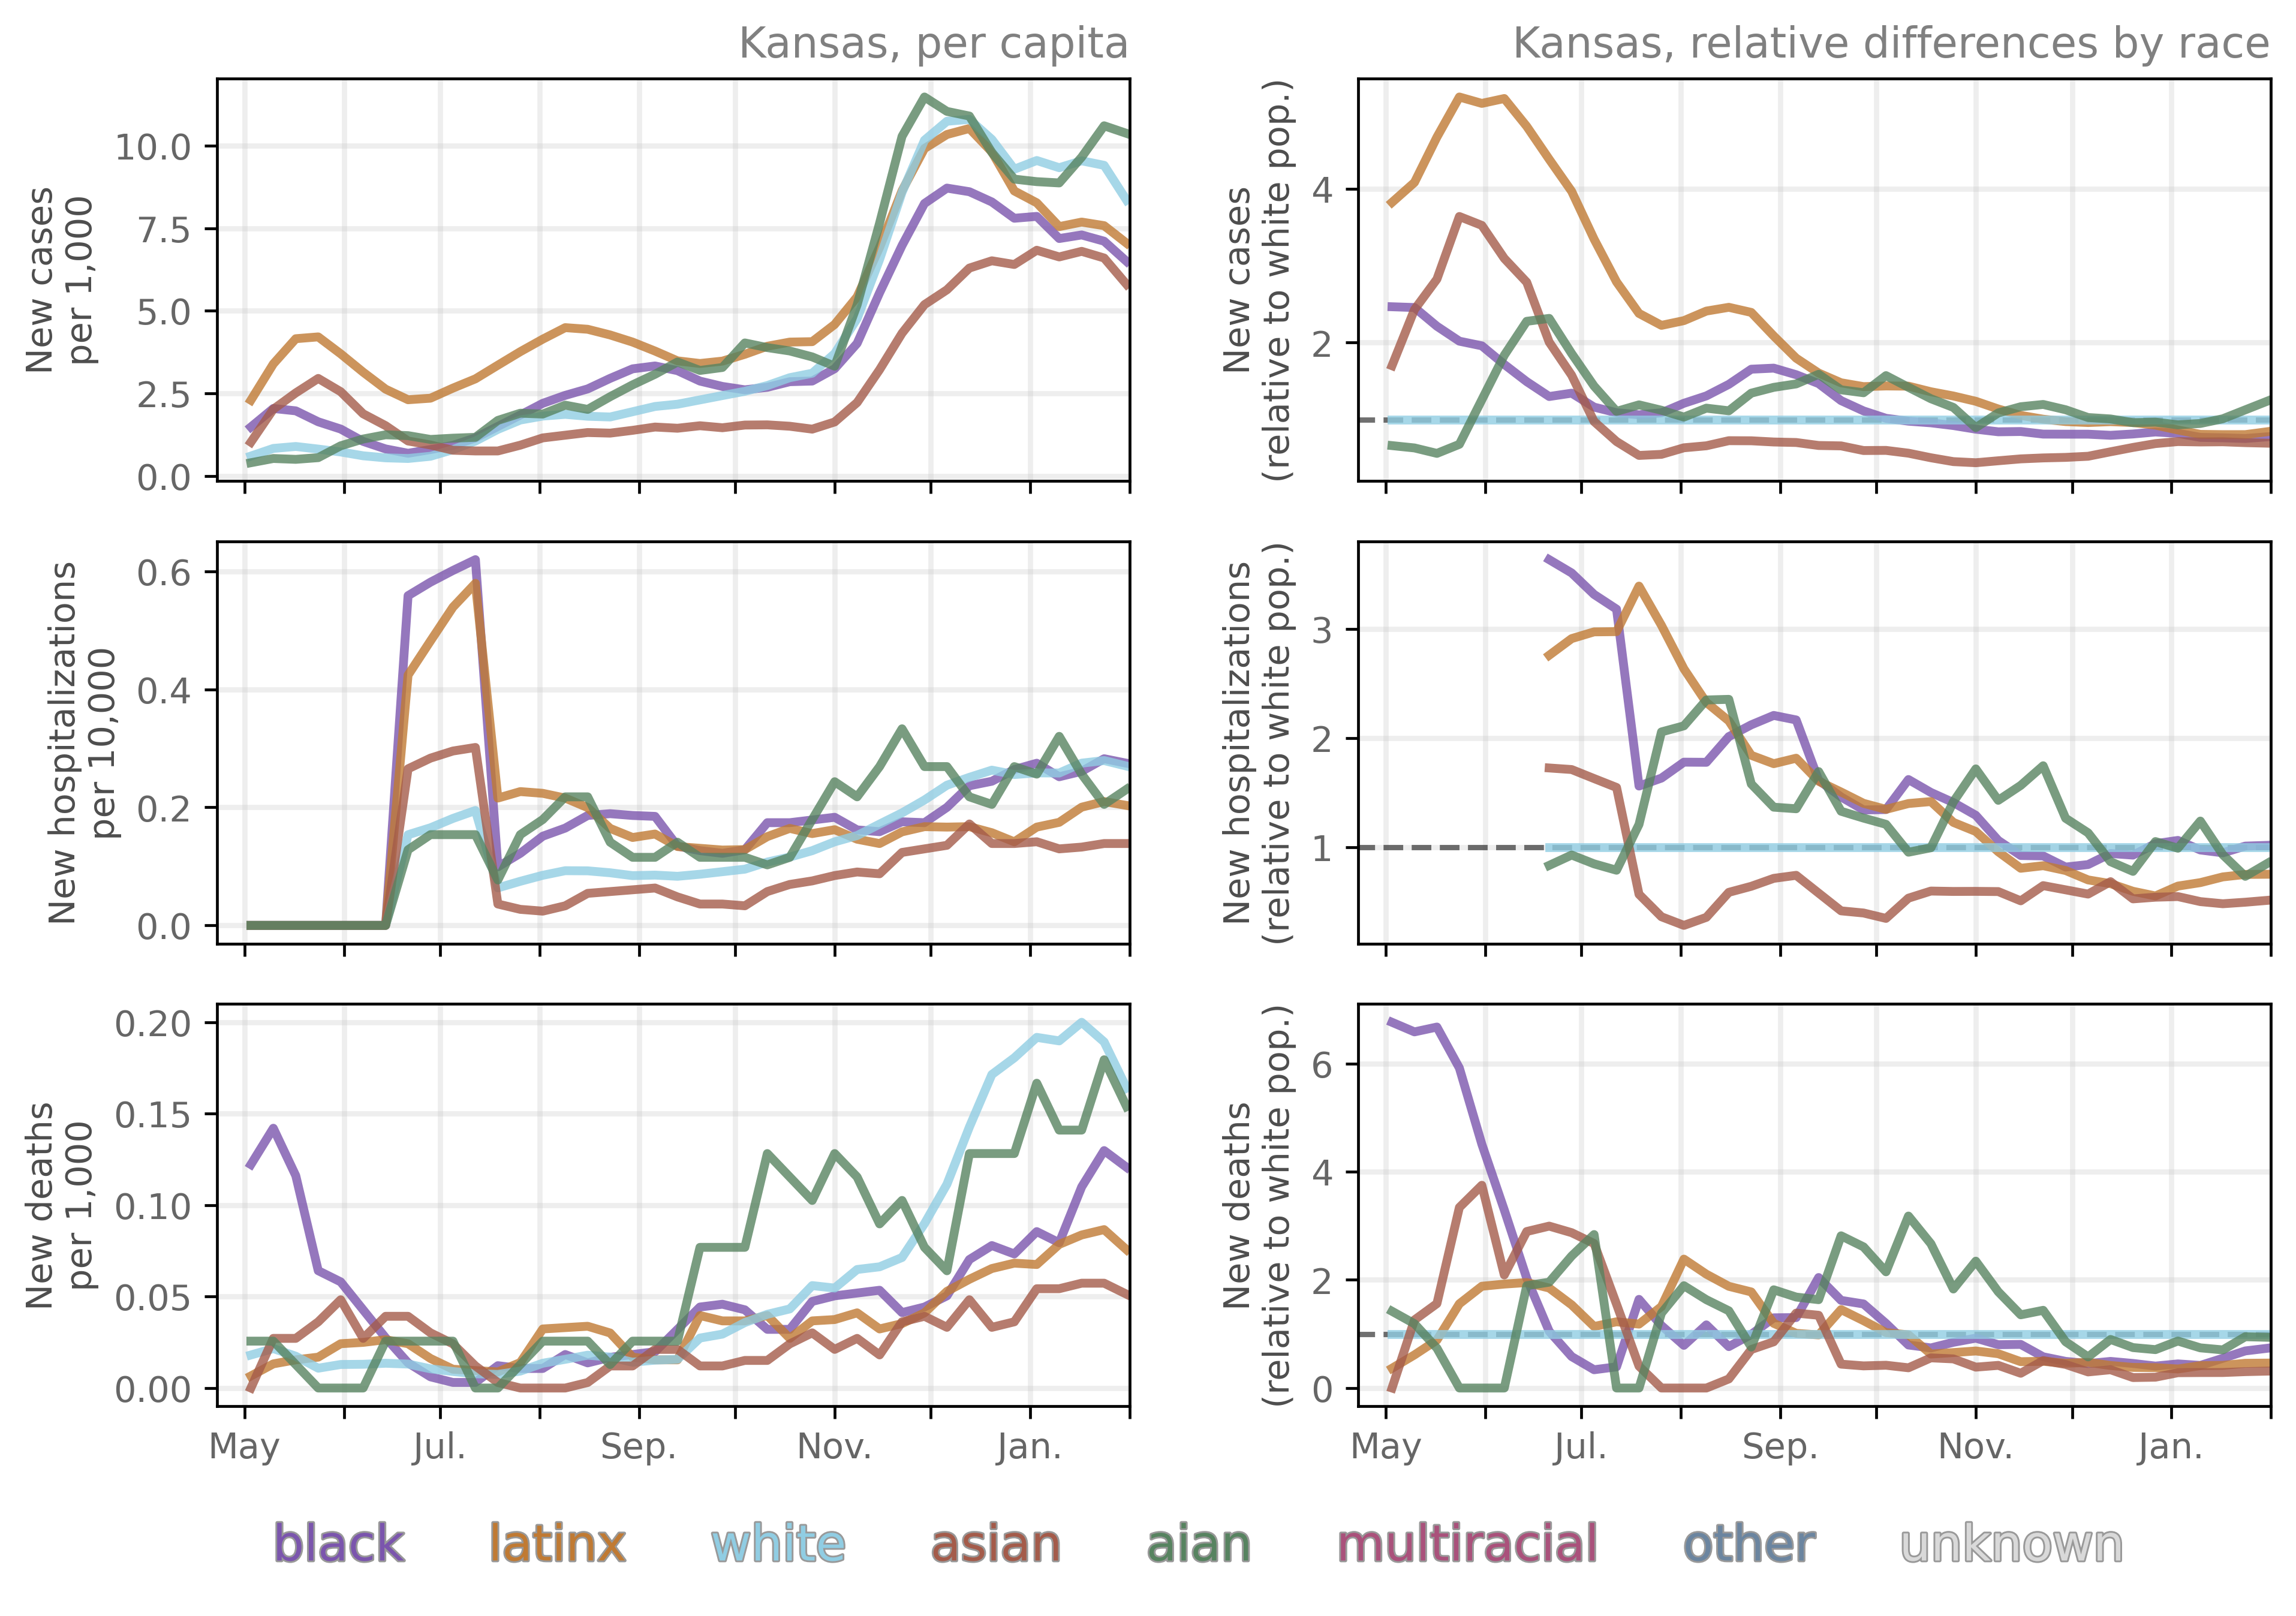 Kansas, per capita
Kansas, relative differences by race
New cases
per 1,000
10.0
7.5
5.0
2.5
0.0
New cases
(relative to white pop.)
4
2
New hospitalizations
per 10,000
0.6
0.4
0.2
0.0
New hospitalizations
(relative to white pop.)
3
2
1
New deaths
per 1,000
0.20
0.15
0.10
0.05
0.00
May Jul. Sep. Nov. Jan.
New deaths
(relative to white pop.)
6
4
2
0
May Jul. Sep. Nov. Jan.
black latinx white asian aian multiracial other unknown